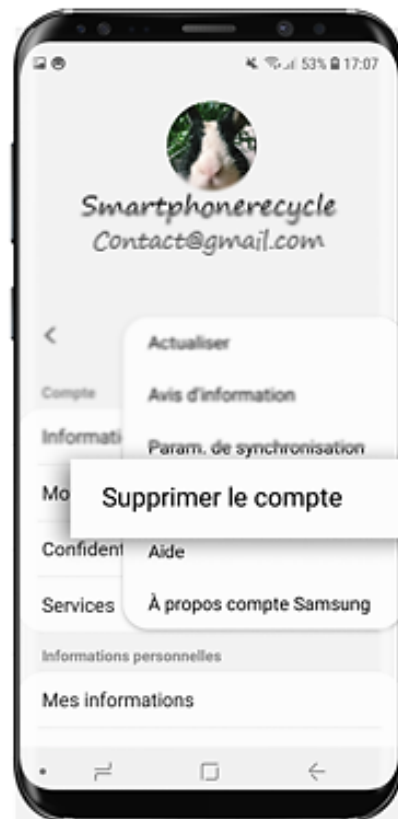 53% 17:07
Smartphonerecycle
Contact@gmail.com
Actualiser
Compte
Avis d'information
Informati
Param. de synchronisation
Mo
Supprimer le compte
Confident
Aide
Services
À propos compte Samsung
Informations personnelles
Mes informations